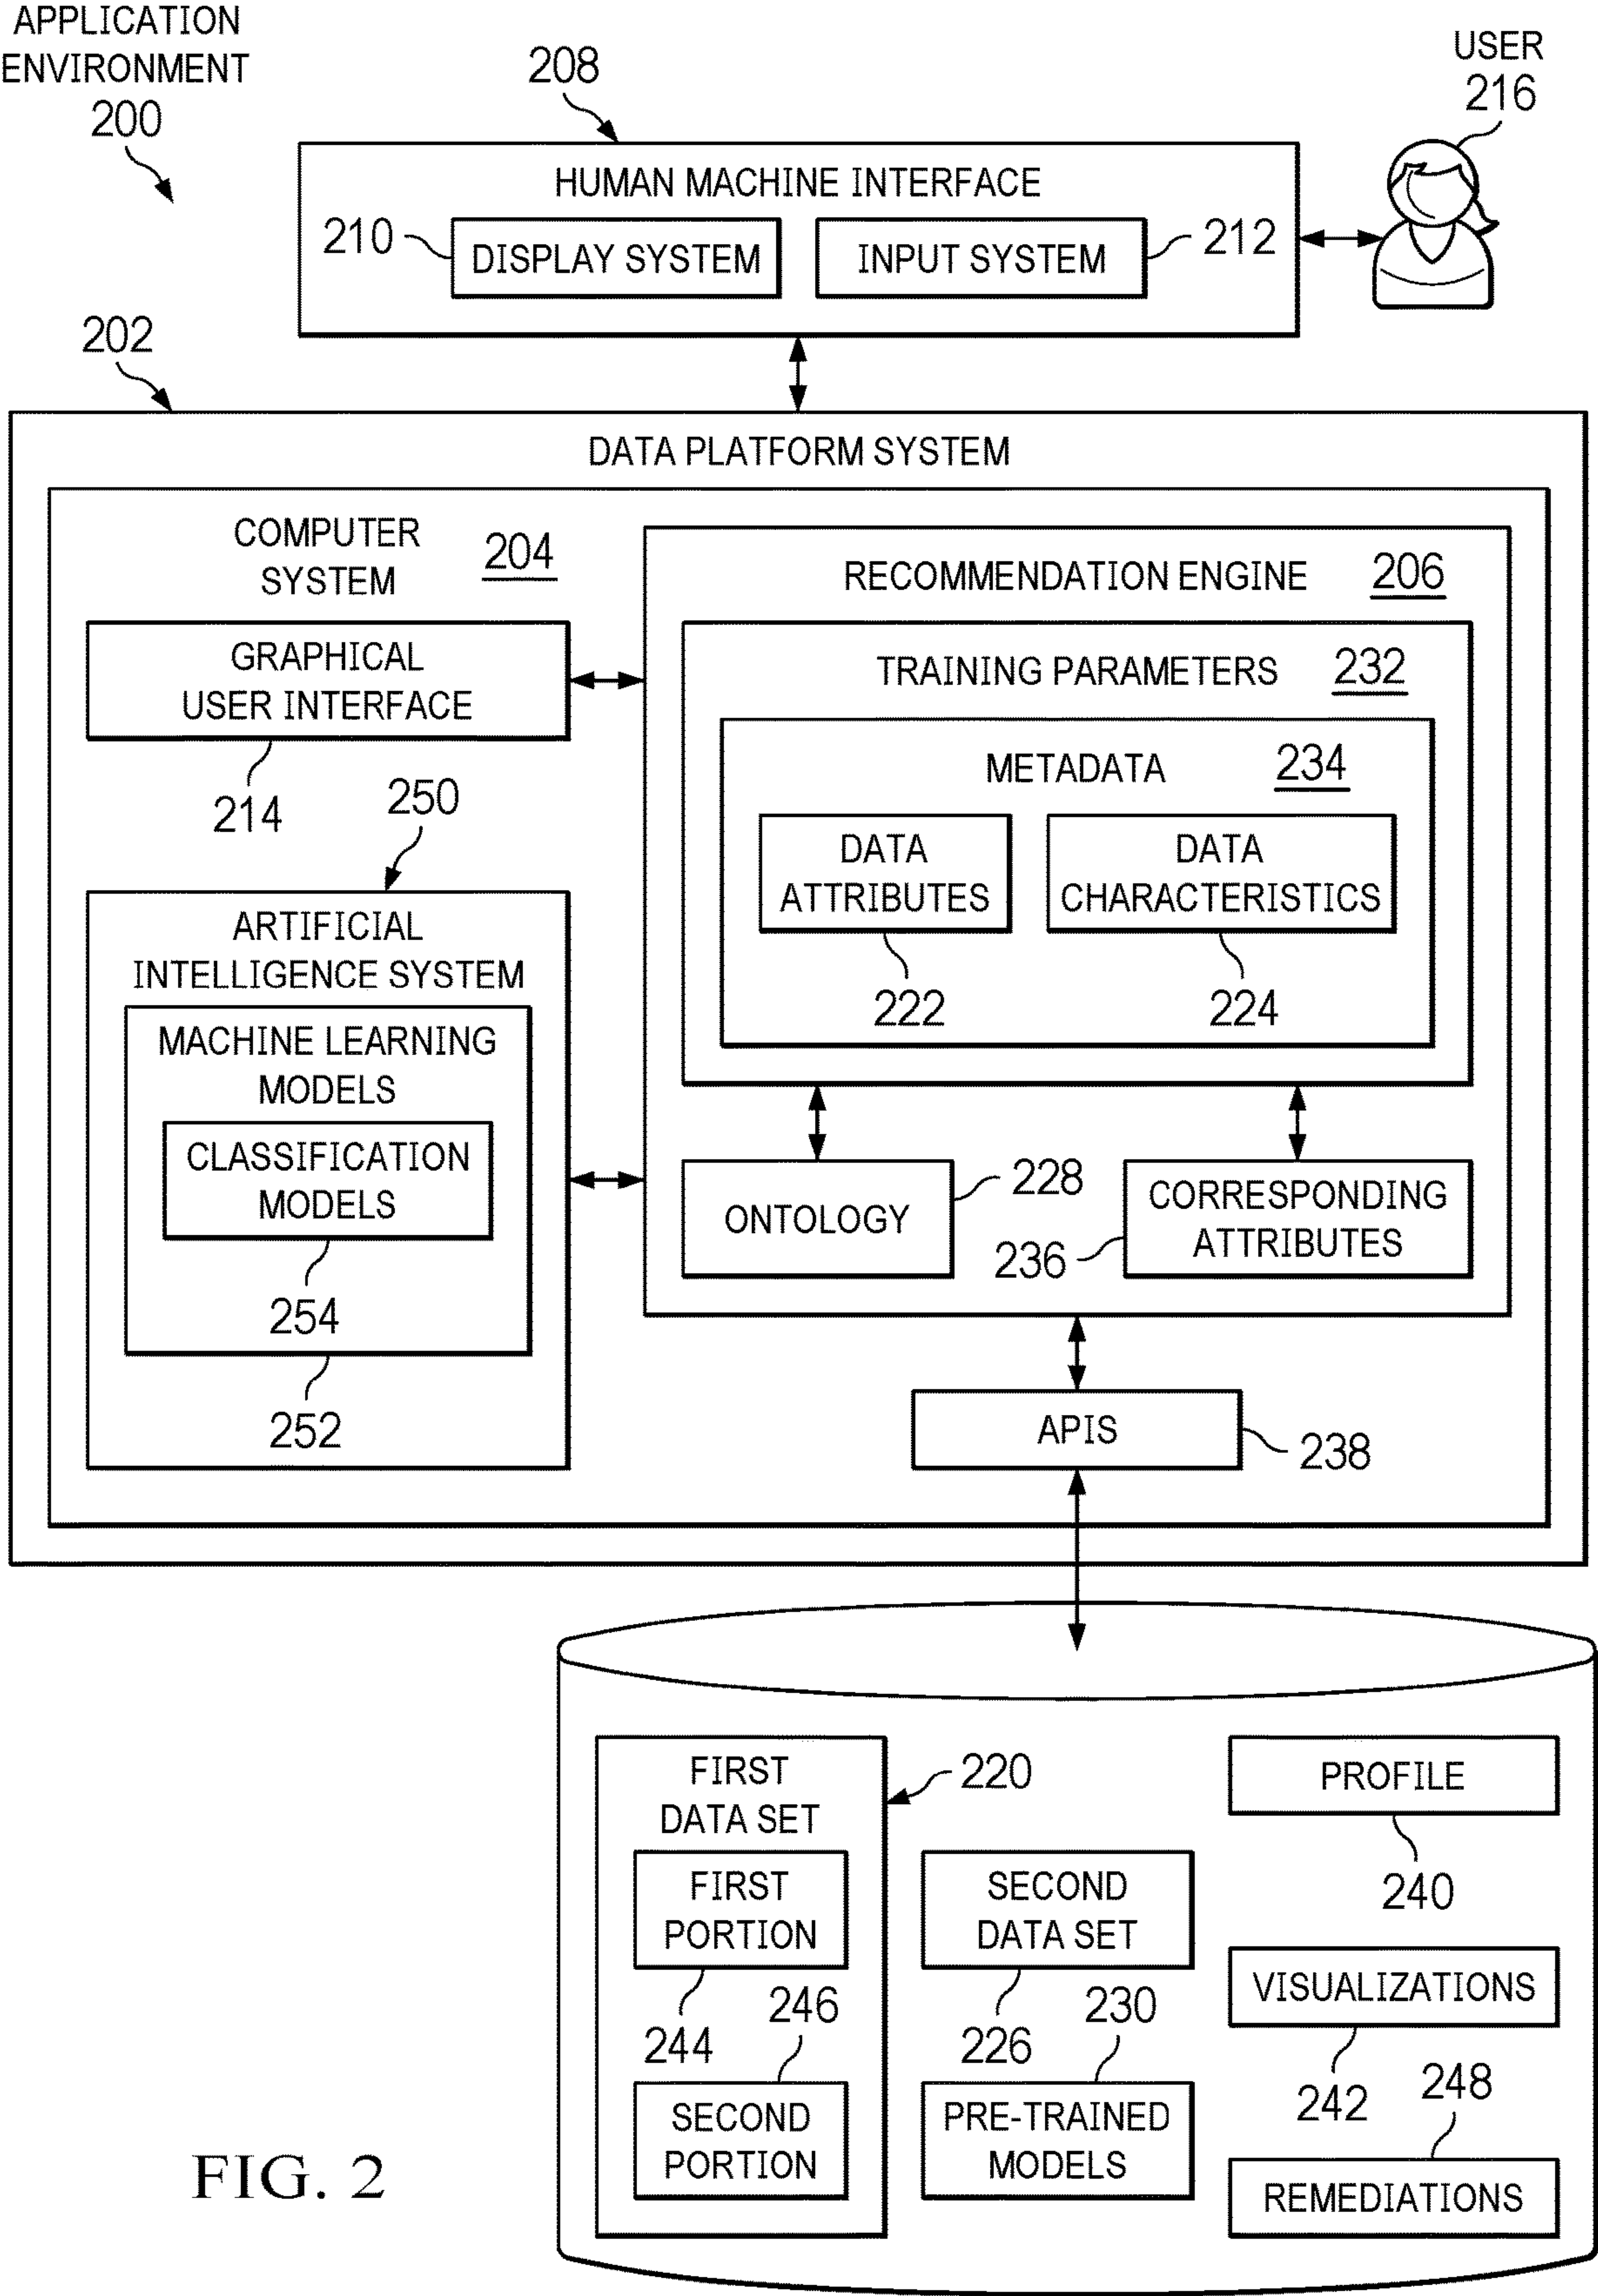 APPLICATION
ENVIRONMENT
200
208
USER
216
HUMAN MACHINE INTERFACE
210
DISPLAY SYSTEM
INPUT SYSTEM
212
202
DATA PLATFORM SYSTEM
COMPUTER
SYSTEM
204
RECOMMENDATION ENGINE
206
GRAPHICAL
USER INTERFACE
214
TRAINING PARAMETERS
232
METADATA
234
DATA
ATTRIBUTES
222
DATA
CHARACTERISTICS
224
250
ARTIFICIAL
INTELLIGENCE SYSTEM
MACHINE LEARNING
MODELS
CLASSIFICATION
MODELS
254
252
ONTOLOGY
228
236
CORRESPONDING
ATTRIBUTES
APIS
238
FIRST
DATA SET
220
FIRST
PORTION
244
246
SECOND
PORTION
SECOND
DATA SET
226
230
PRE-TRAINED
MODELS
PROFILE
240
VISUALIZATIONS
242
248
REMEDIATIONS
FIG. 2